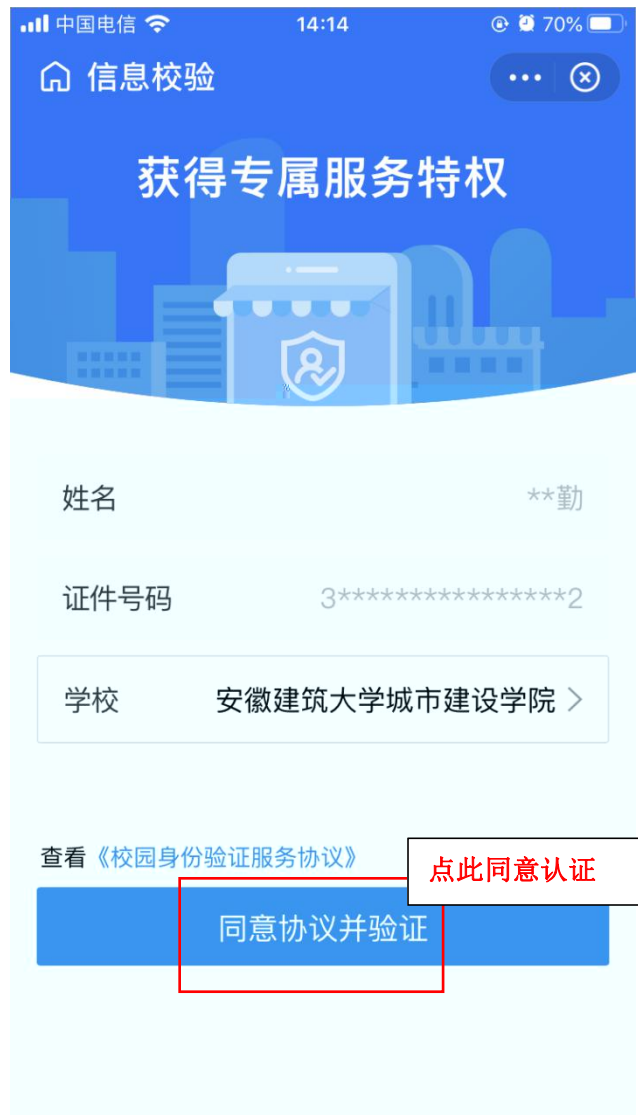 中国电信 14:14 70%
信息校验
获得专属服务特权
姓名 **勤
证件号码 3****************2
学校 安徽建筑大学城市建设学院
查看《校园身份验证服务协议》
点此同意认证
同意协议并验证